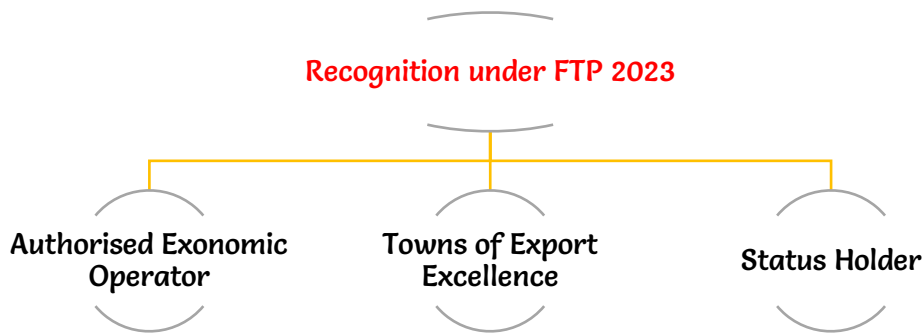 Recognition under FTP 2023
Authorised Exonomic
Operator
Towns of Export
Excellence
Status Holder